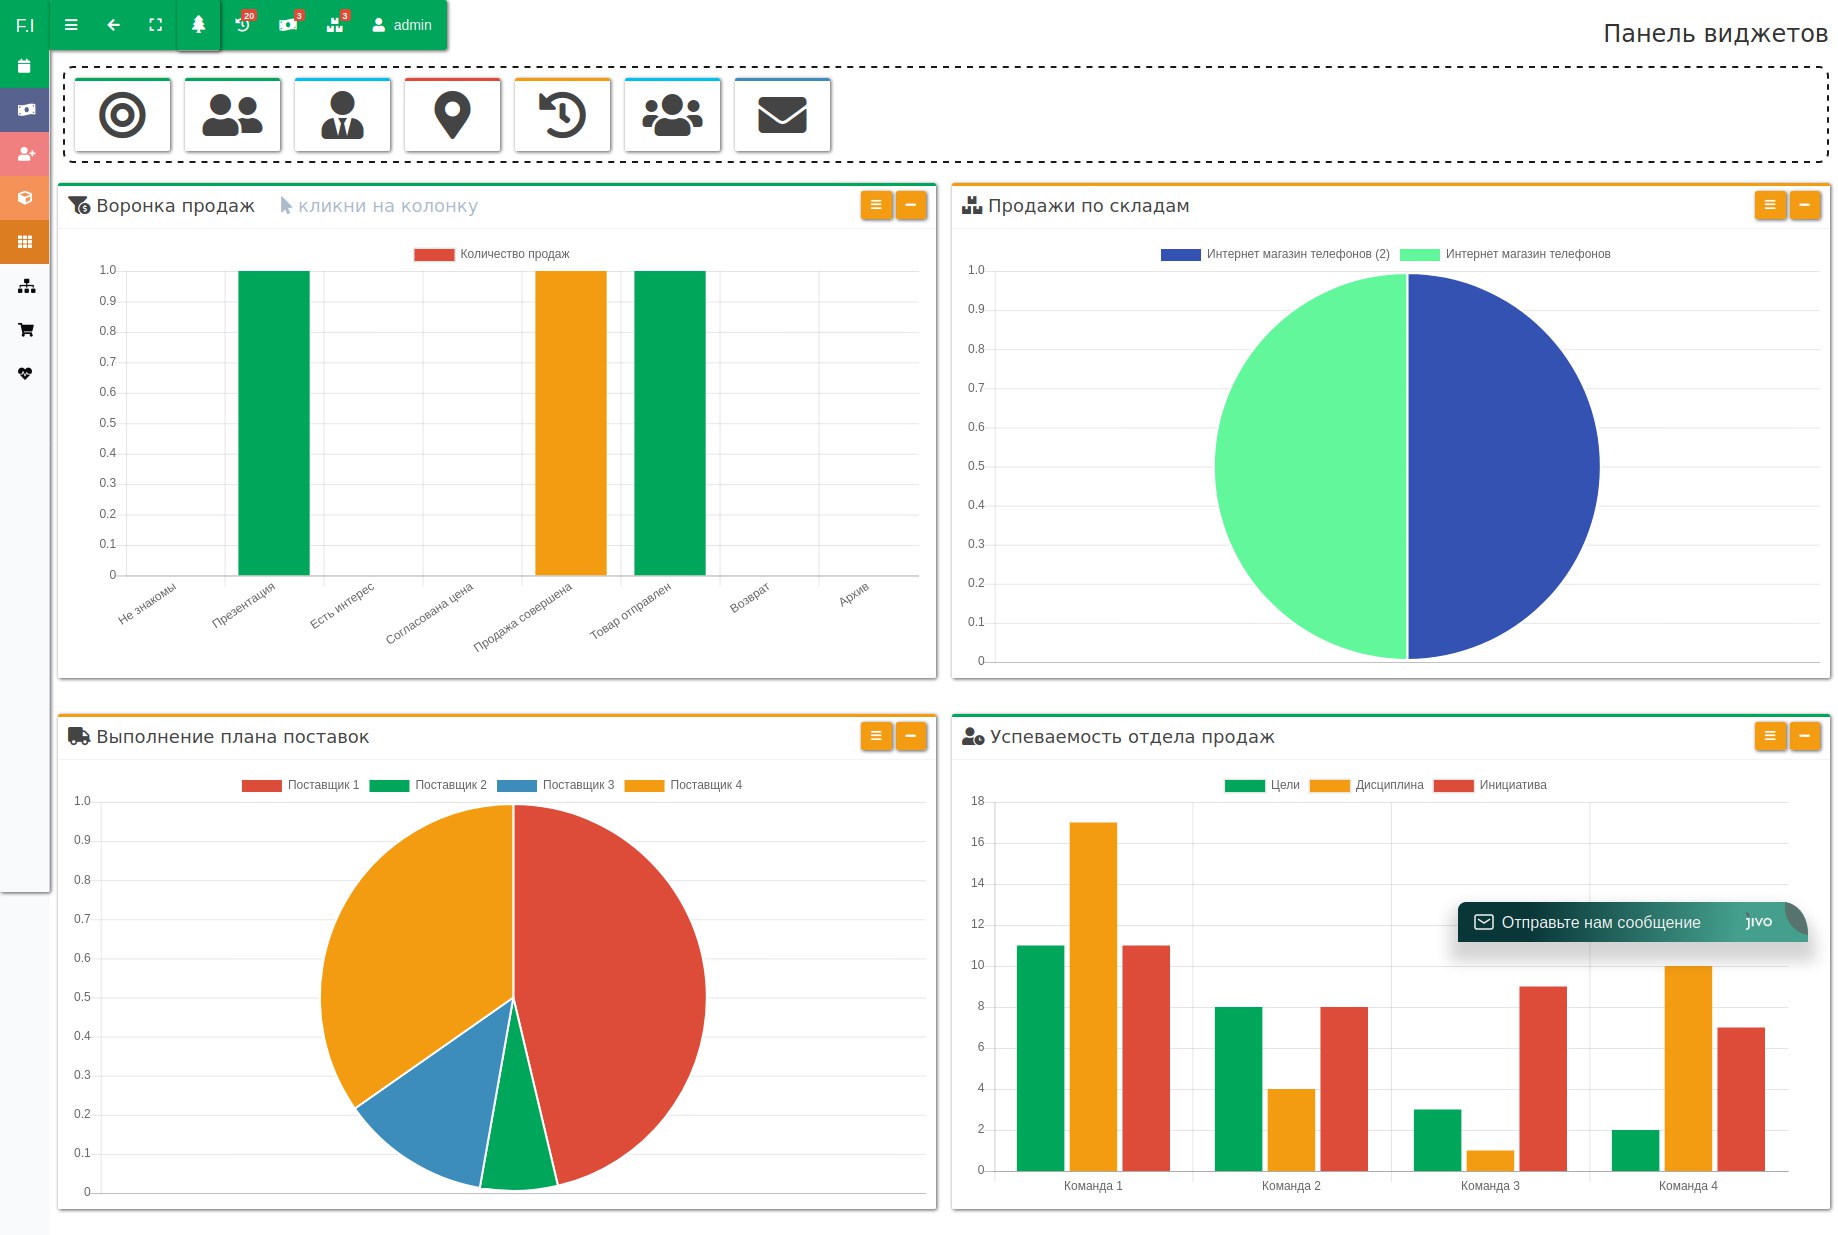 F.I
20
3
3
admin
Панель виджетов
Воронка продаж
кликни на колонку
Количество продаж
1.0
0.9
0.8
0.7
0.6
0.5
0.4
0.3
0.2
0.1
0
Не знакомы
Презентация
Есть интерес
Согласована цена
Продажа совершена
Товар отправлен
Возврат
Архив
Продажи по складам
Интернет магазин телефонов (2)
Интернет магазин телефонов
1.0
0.9
0.8
0.7
0.6
0.5
0.4
0.3
0.2
0.1
0
Выполнение плана поставок
Поставщик 1
Поставщик 2
Поставщик 3
Поставщик 4
1.0
0.9
0.8
0.7
0.6
0.5
0.4
0.3
0.2
0.1
0
Успеваемость отдела продаж
Цели
Дисциплина
Инициатива
18
16
14
12
10
8
6
4
2
0
Команда 1
Команда 2
Команда 3
Команда 4
Отправьте нам сообщение
JIVO